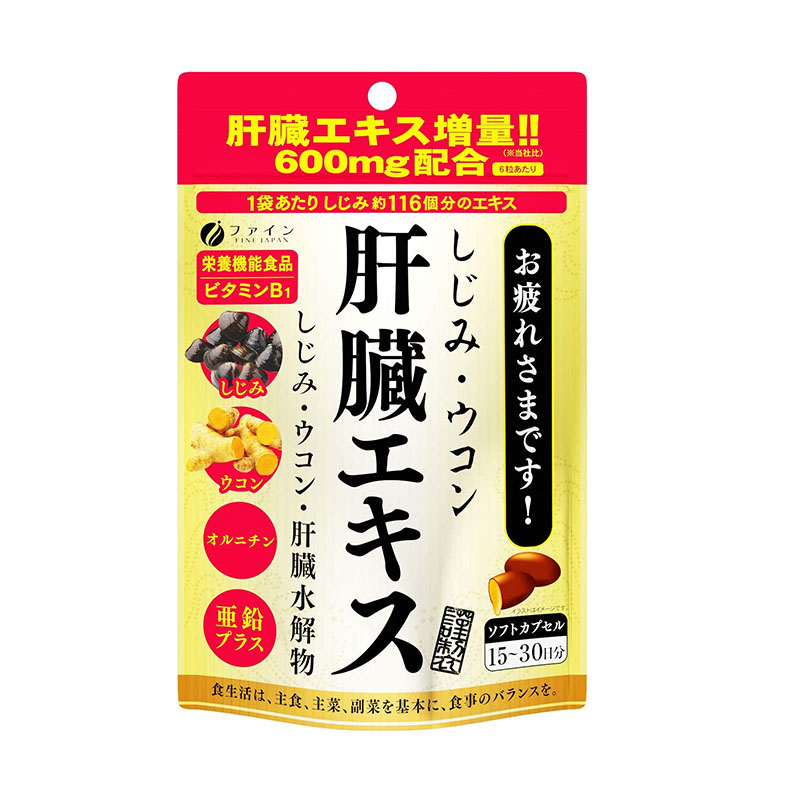 肝臓エキス増量!!
600mg配合
(※当社比)
6粒あたり
1袋あたり しじみ約116個分のエキス
ファイン
FINE JAPAN
栄養機能食品
ビタミンB1
お疲れさまです!
しじみ・ウコン
肝臓エキス
しじみ・ウコン・肝臓水解物
しじみ
ウコン
オルニチン
亜鉛
プラス
イラストはイメージです。
ソフトカプセル
15~30日分
食生活は、主食、主菜、副菜を基本に、食事のバランスを。